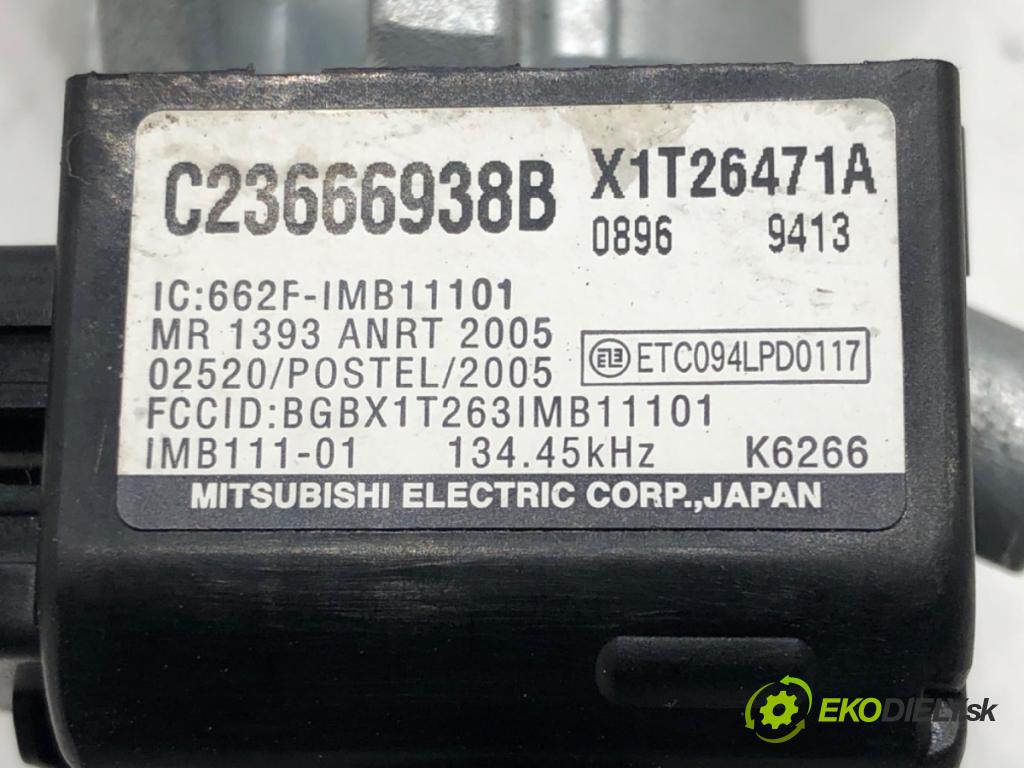 C23666938B X1T26471A
0896 9413
IC:662F-IMB11101
MR 1393 ANRT 2005
02520/POSTEL/2005 ETC094LPD0117
FCCID:BGBX1T263IMB11101
IMB111-01 134.45kHz K6266
MITSUBISHI ELECTRIC CORP.,JAPAN
EKODIELY.sk